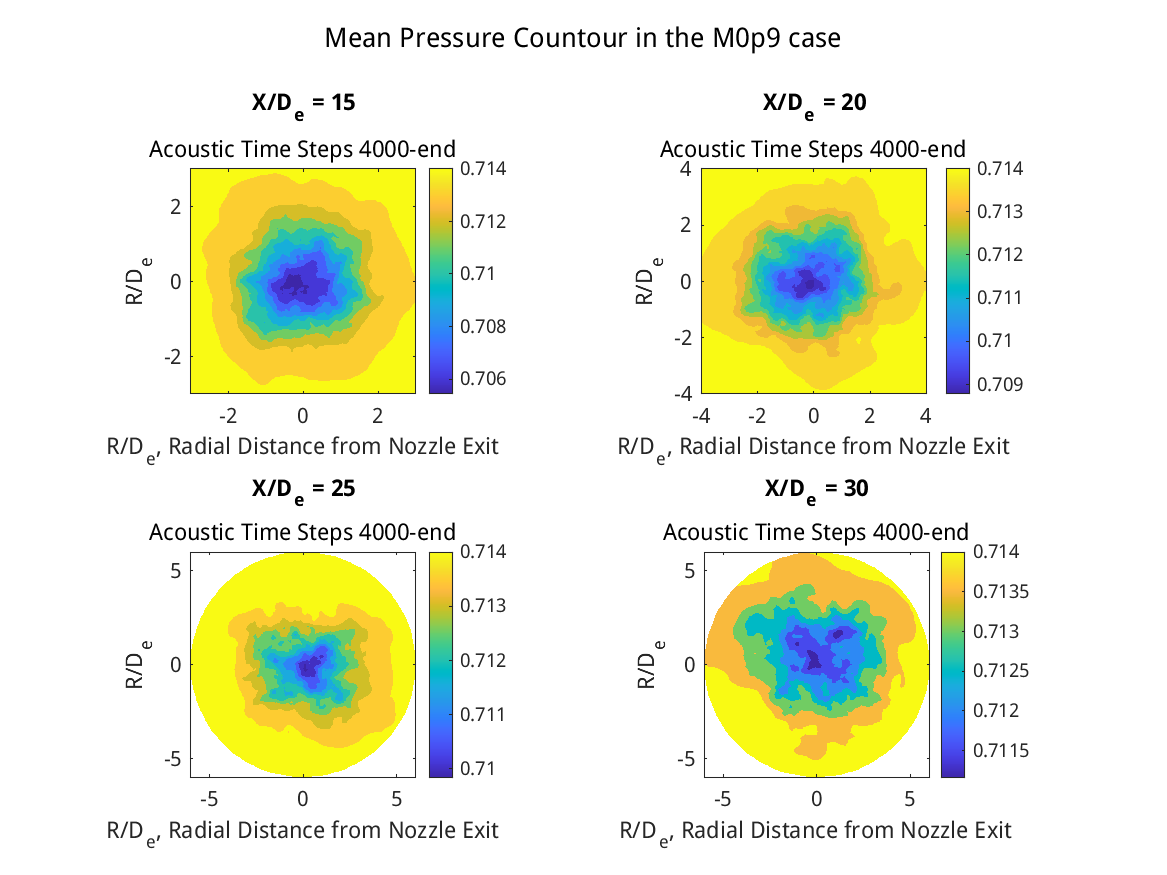 Mean Pressure Countour in the M0p9 case
X/De = 15
Acoustic Time Steps 4000-end
2
0
-2
R/De
-2 0 2
R/De, Radial Distance from Nozzle Exit
0.714
0.712
0.71
0.708
0.706
X/De = 20
Acoustic Time Steps 4000-end
4
2
0
-2
-4
R/De
-4 -2 0 2 4
R/De, Radial Distance from Nozzle Exit
0.714
0.713
0.712
0.711
0.71
0.709
X/De = 25
Acoustic Time Steps 4000-end
5
0
-5
R/De
-5 0 5
R/De, Radial Distance from Nozzle Exit
0.714
0.713
0.712
0.711
0.71
X/De = 30
Acoustic Time Steps 4000-end
5
0
-5
R/De
-5 0 5
R/De, Radial Distance from Nozzle Exit
0.714
0.7135
0.713
0.7125
0.712
0.7115